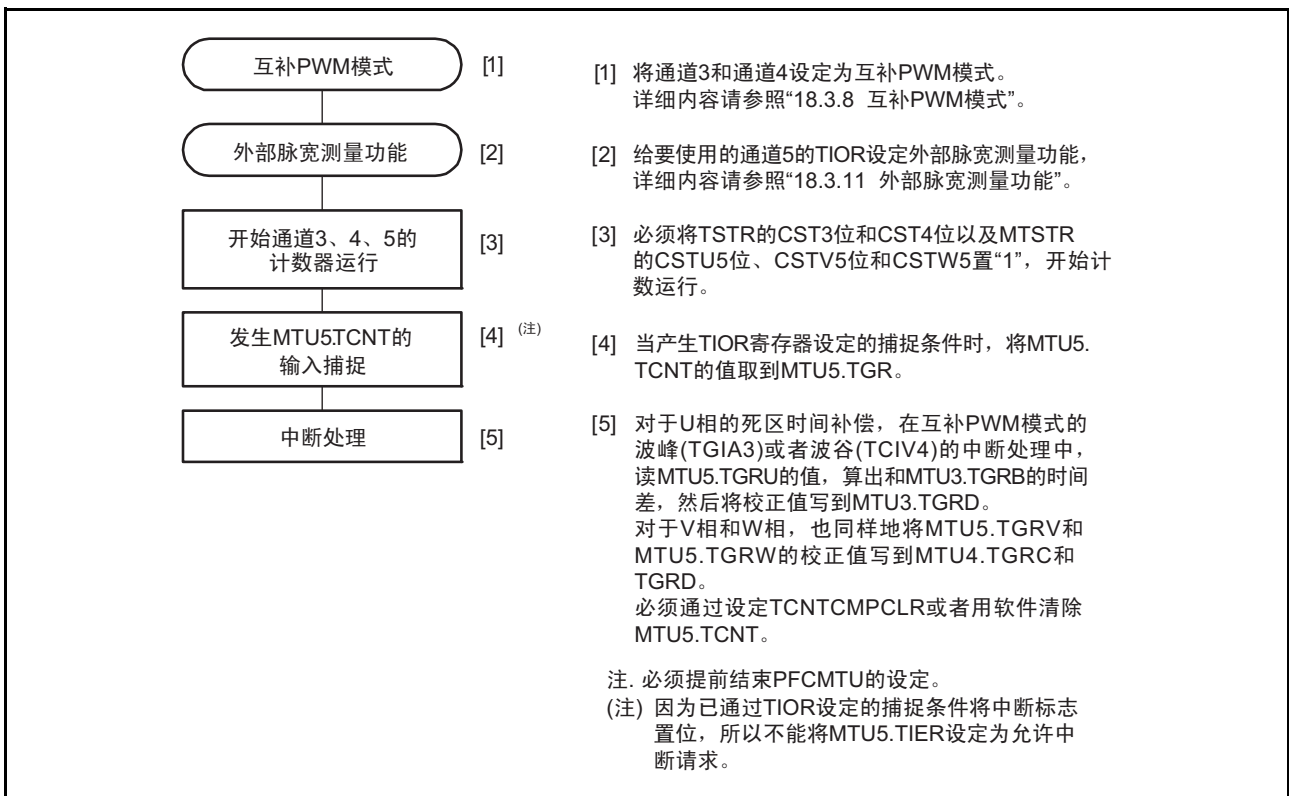 互补PWM模式 [1]
外部脉宽测量功能 [2]
开始通道3、4、5的
计数器运行 [3]
发生MTU5.TCNT的
输入捕捉 [4] (注)
中断处理 [5]
[1] 将通道3和通道4设定为互补PWM模式。
详细内容请参照“18.3.8 互补PWM模式”。
[2] 给要使用的通道5的TIOR设定外部脉宽测量功能，
详细内容请参照“18.3.11 外部脉宽测量功能”。
[3] 必须将TSTR的CST3位和CST4位以及MTSTR
的CSTU5位、CSTV5位和CSTW5置“1”，开始计
数运行。
[4] 当产生TIOR寄存器设定的捕捉条件时，将MTU5.
TCNT的值取到MTU5.TGR。
[5] 对于U相的死区时间补偿，在互补PWM模式的
波峰(TGIA3)或者波谷(TCIV4)的中断处理中，
读MTU5.TGRU的值，算出和MTU3.TGRB的时间
差，然后将校正值写到MTU3.TGRD。
对于V相和W相，也同样地将MTU5.TGRV和
MTU5.TGRW的校正值写到MTU4.TGRC和
TGRD。
必须通过设定TCNTCMPCLR或者用软件清除
MTU5.TCNT。
注. 必须提前结束PFCMTU的设定。
(注) 因为已通过TIOR设定的捕捉条件将中断标志
置位，所以不能将MTU5.TIER设定为允许中
断请求。